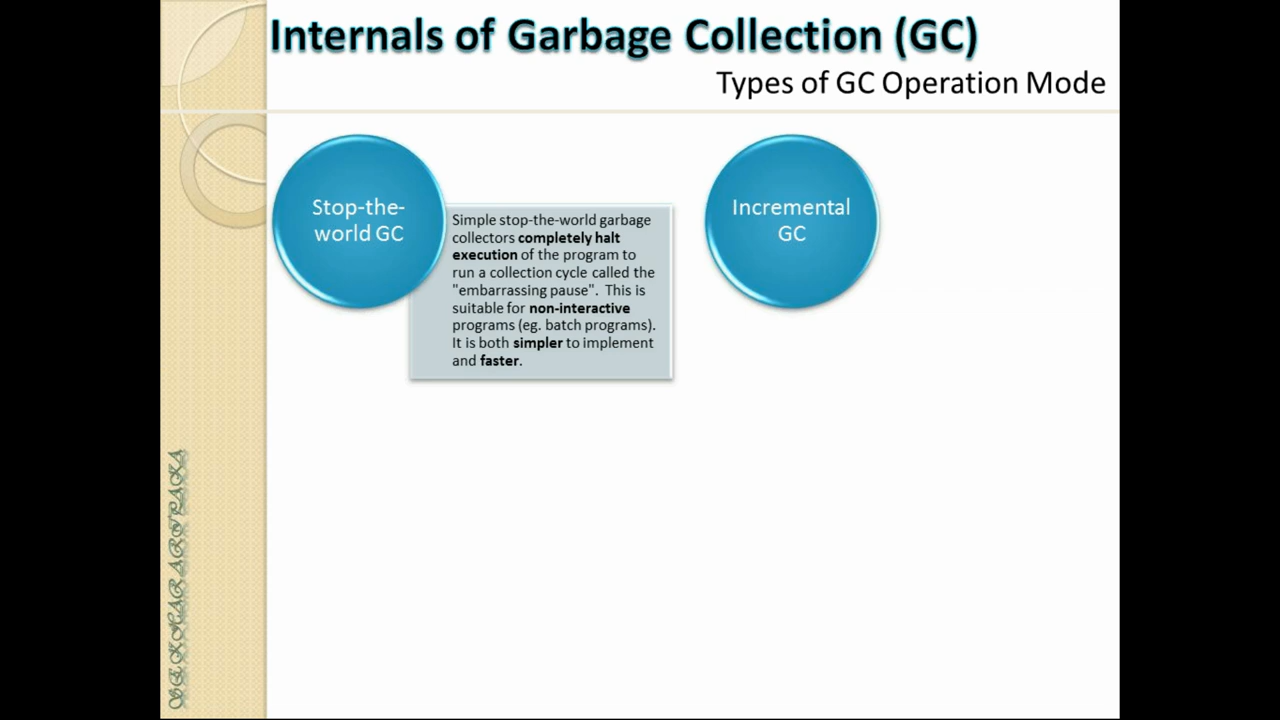 Internals of Garbage Collection (GC)
Types of GC Operation Mode
Stop-the-
world GC
Simple stop-the-world garbage
collectors completely halt
execution of the program to
run a collection cycle called the
"embarrassing pause".  This is
suitable for non-interactive
programs (eg. batch programs).
It is both simpler to implement
and faster.
Incremental
GC